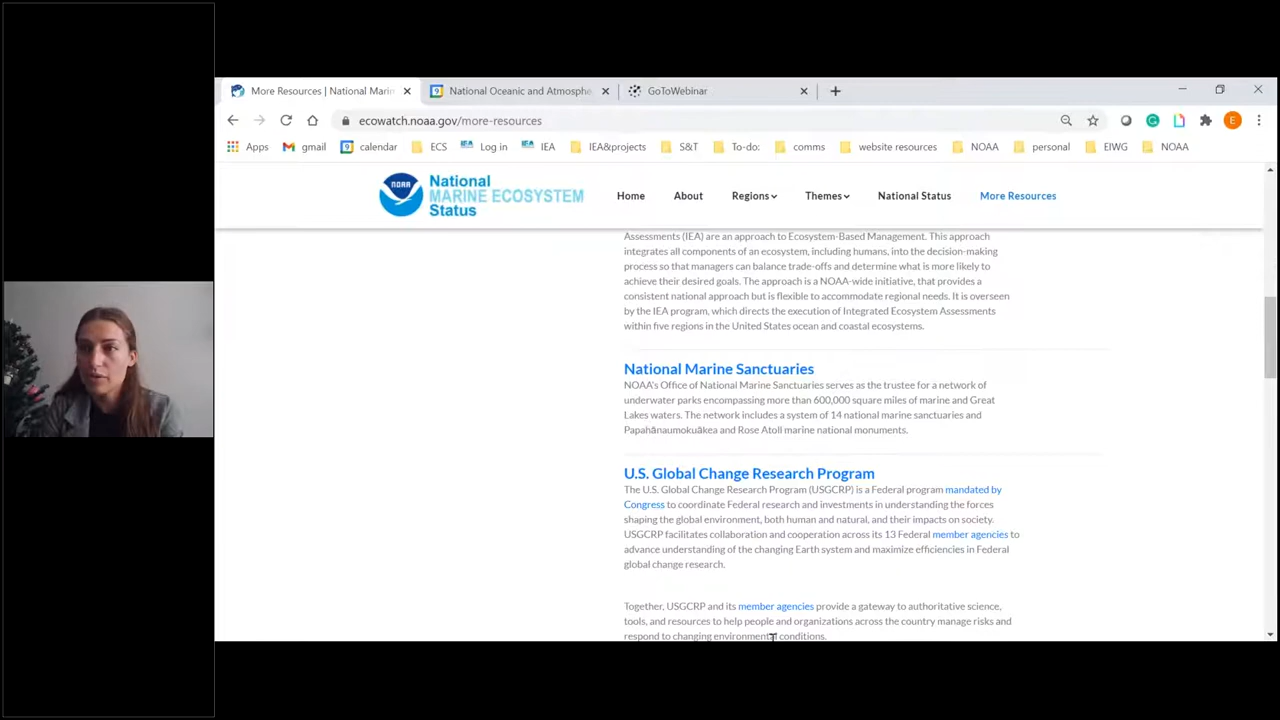 More Resources | National Marin
National Oceanic and Atmosphe
GoToWebinar
ecowatch.noaa.gov/more-resources
E
Apps
gmail
9
calendar
ECS
IEA
Log in
IEA
IEA&projects
S&T
To-do:
comms
website resources
NOAA
personal
EIWG
NOAA
NOAA
National
MARINE ECOSYSTEM
Status
Home
About
Regions
Themes
National Status
More Resources
Assessments (IEA) are an approach to Ecosystem-Based Management. This approach
integrates all components of an ecosystem, including humans, into the decision-making
process so that managers can balance trade-offs and determine what is more likely to
achieve their desired goals. The approach is a NOAA-wide initiative, that provides a
consistent national approach but is flexible to accommodate regional needs. It is overseen
by the IEA program, which directs the execution of Integrated Ecosystem Assessments
within five regions in the United States ocean and coastal ecosystems.
National Marine Sanctuaries
NOAA's Office of National Marine Sanctuaries serves as the trustee for a network of
underwater parks encompassing more than 600,000 square miles of marine and Great
Lakes waters. The network includes a system of 14 national marine sanctuaries and
Papahānaumokuākea and Rose Atoll marine national monuments.
U.S. Global Change Research Program
The U.S. Global Change Research Program (USGCRP) is a Federal program mandated by
Congress to coordinate Federal research and investments in understanding the forces
shaping the global environment, both human and natural, and their impacts on society.
USGCRP facilitates collaboration and cooperation across its 13 Federal member agencies to
advance understanding of the changing Earth system and maximize efficiencies in Federal
global change research.
Together, USGCRP and its member agencies provide a gateway to authoritative science,
tools, and resources to help people and organizations across the country manage risks and
respond to changing environmental conditions.